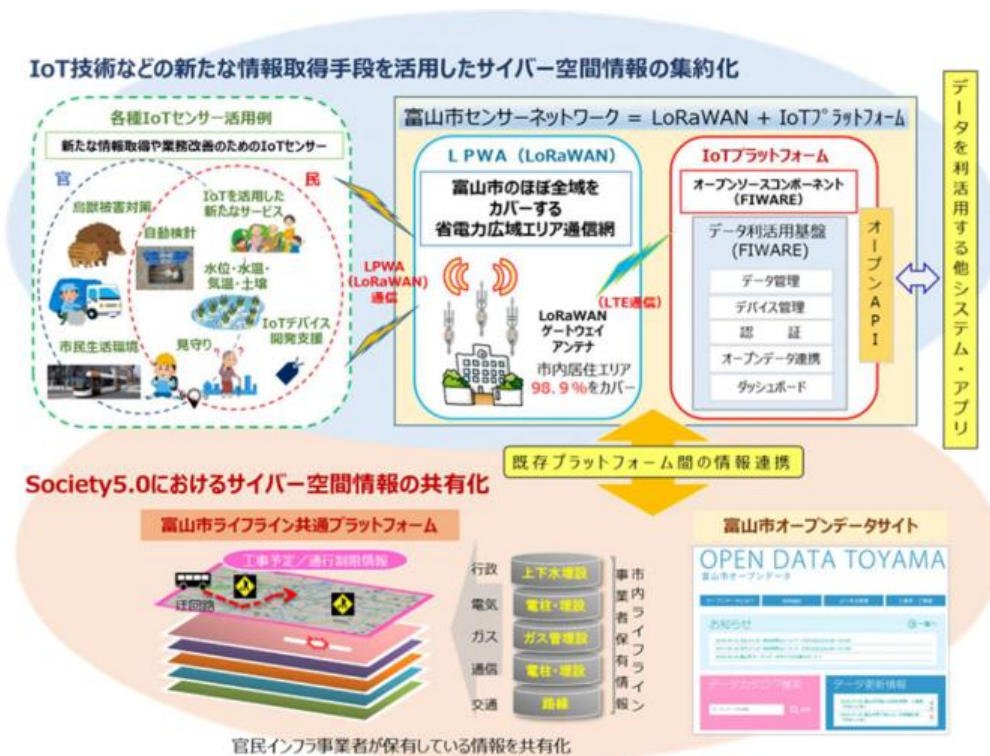 IoT技術などの新たな情報取得手段を活用したサイバー空間情報の集約化
各種IoTセンサー活用例
新たな情報取得や業務改善のためのIoTセンサー
官
民
鳥獣被害対策
IoTを活用した
新たなサービス
自動検針
水位・水温・
気温・土壌
市民生活環境
見守り
IoTデバイス
開発支援
LPWA
(LoRaWAN)
通信
富山市センサーネットワーク = LoRaWAN + IoTプラットフォーム
LPWA(LoRaWAN)
富山市のほぼ全域を
カバーする
省電力広域エリア通信網
LoRaWAN
ゲートウェイ
アンテナ
市内居住エリア
98.9%をカバー
(LTE通信)
IoTプラットフォーム
オープンソースコンポーネント
(FIWARE)
データ利活用基盤
(FIWARE)
データ管理
デバイス管理
認 証
オープンデータ連携
ダッシュボード
オープンAPI
データを利活用する他システム・アプリ
既存プラットフォーム間の情報連携
Society5.0におけるサイバー空間情報の共有化
富山市ライフライン共通プラットフォーム
工事予定/通行制限情報
迂回路
行政
電気
ガス
通信
交通
上下水埋設
電柱・埋設
ガス管埋設
電柱・埋設
路線
市内ライフライン
事業者保有情報
官民インフラ事業者が保有している情報を共有化
富山市オープンデータサイト
OPEN DATA TOYAMA
富山市オープンデータ
お知らせ
一覧へ
データカタログ検索
データ更新情報